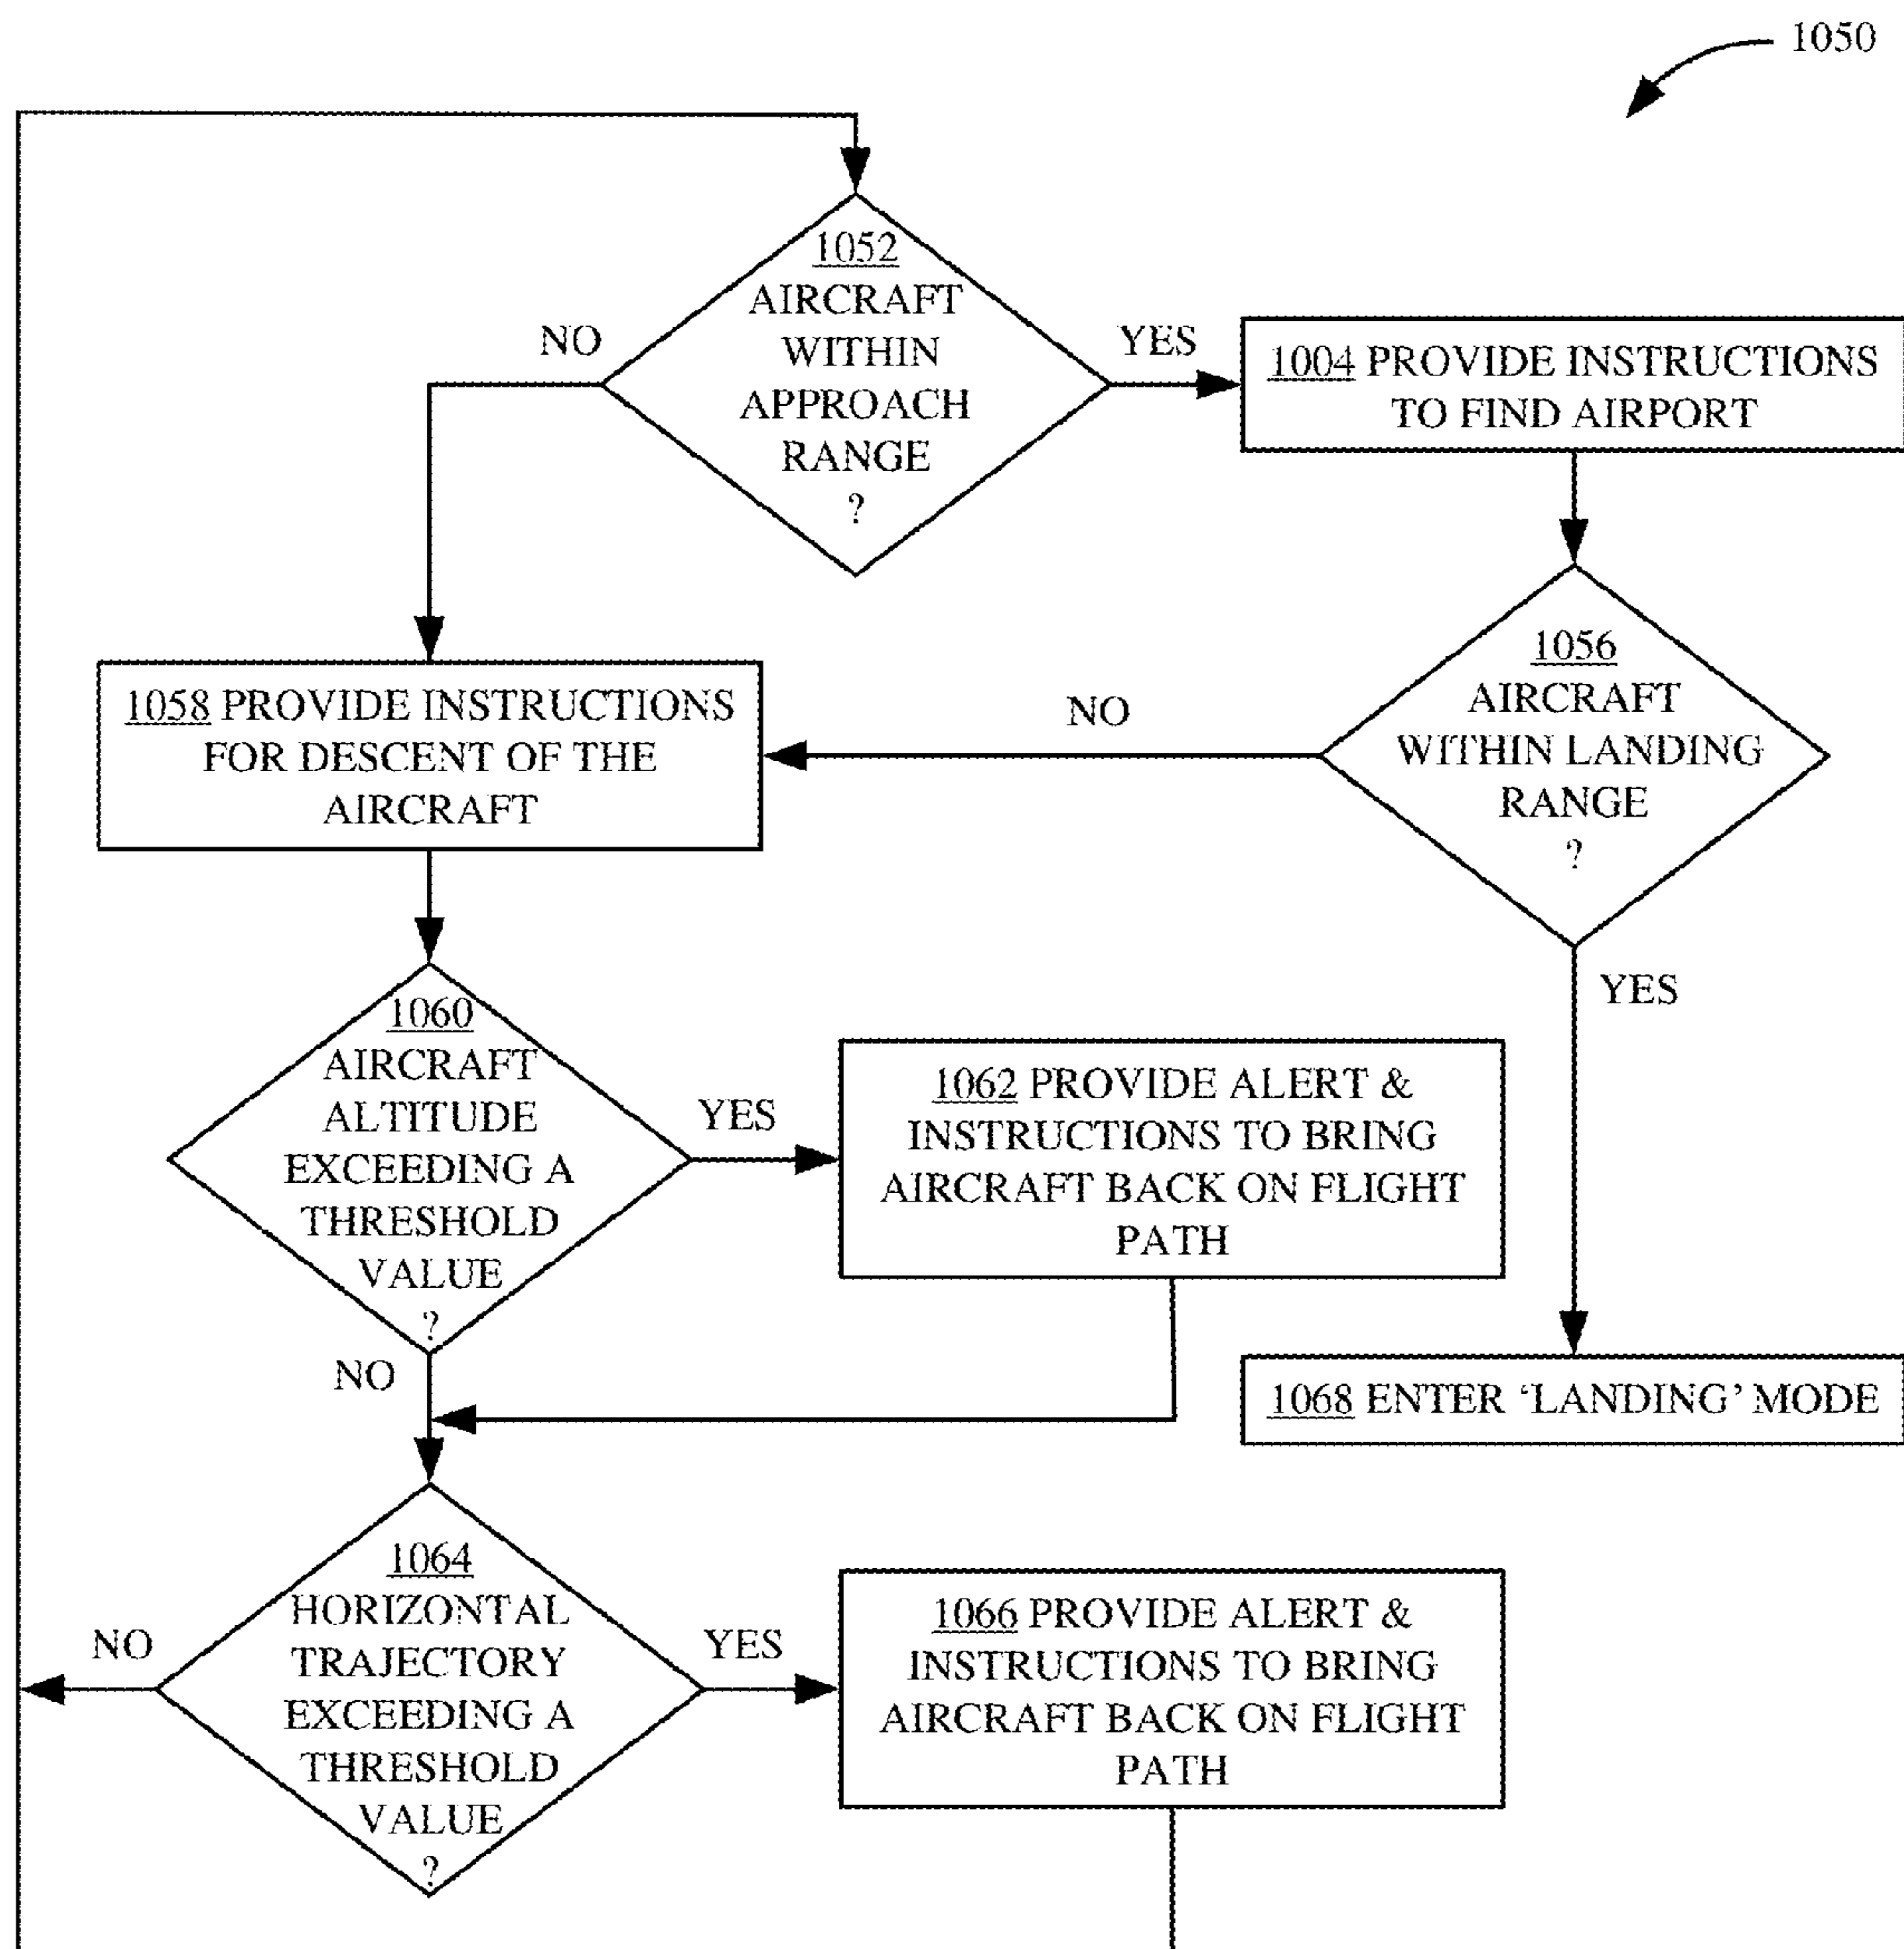 1050
1052
AIRCRAFT
WITHIN
APPROACH
RANGE
?
NO
YES
1004 PROVIDE INSTRUCTIONS
TO FIND AIRPORT
1056
AIRCRAFT
WITHIN LANDING
RANGE
?
NO
YES
1058 PROVIDE INSTRUCTIONS
FOR DESCENT OF THE
AIRCRAFT
1060
AIRCRAFT
ALTITUDE
EXCEEDING A
THRESHOLD
VALUE
?
YES
NO
1062 PROVIDE ALERT &
INSTRUCTIONS TO BRING
AIRCRAFT BACK ON FLIGHT
PATH
1068 ENTER ‘LANDING’ MODE
1064
HORIZONTAL
TRAJECTORY
EXCEEDING A
THRESHOLD
VALUE
?
NO
YES
1066 PROVIDE ALERT &
INSTRUCTIONS TO BRING
AIRCRAFT BACK ON FLIGHT
PATH